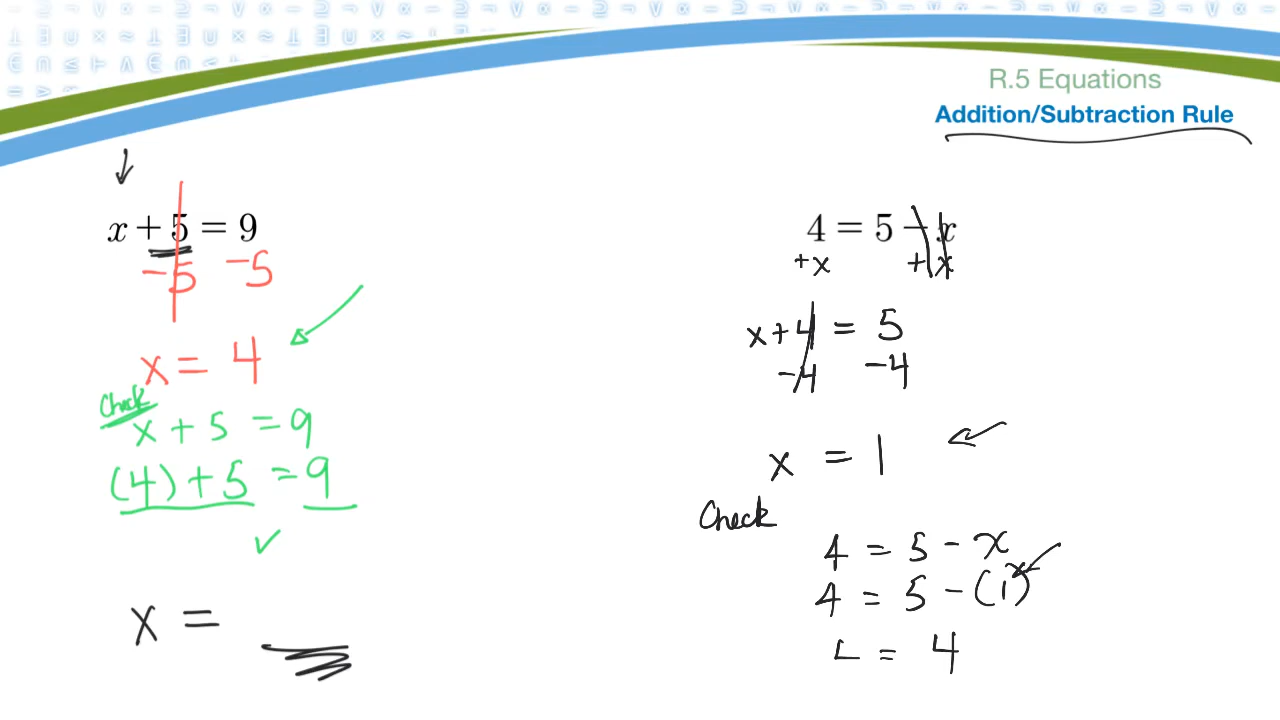 R.5 Equations
Addition/Subtraction Rule
x + 5 = 9
-5 -5
x = 4
Check
x + 5 = 9
(4) + 5 = 9
✓
x =
4 = 5 - x
+x +x
x + 4 = 5
-4 -4
x = 1
Check
4 = 5 - x
4 = 5 - (1)
= 4